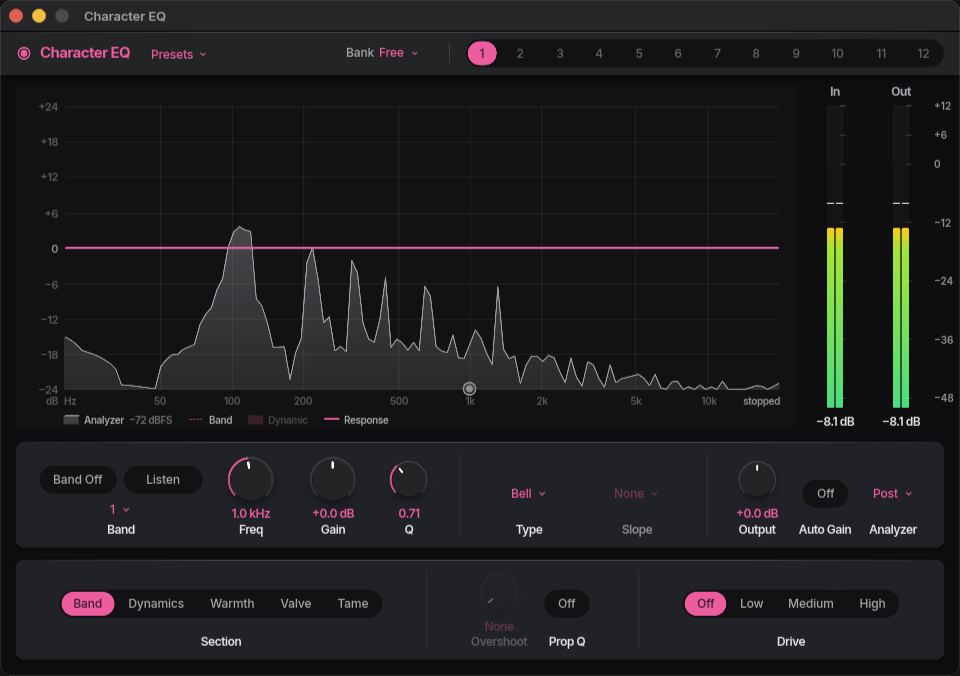 Character EQ
Character EQ Presets Bank Free 1 2 3 4 5 6 7 8 9 10 11 12
In Out
+24
+18
+12
+6
0
−6
−12
−18
−24
dB Hz 50 100 200 500 1k 2k 5k 10k stopped
Analyzer −72 dBFS Band Dynamic Response
+12
+6
0
−12
−24
−36
−48
−8.1 dB −8.1 dB
Band Off Listen
1
Band
1.0 kHz
Freq
+0.0 dB
Gain
0.71
Q
Bell
Type
None
Slope
+0.0 dB
Output
Off
Auto Gain
Post
Analyzer
Band Dynamics Warmth Valve Tame
Section
None
Overshoot
Off
Prop Q
Off Low Medium High
Drive